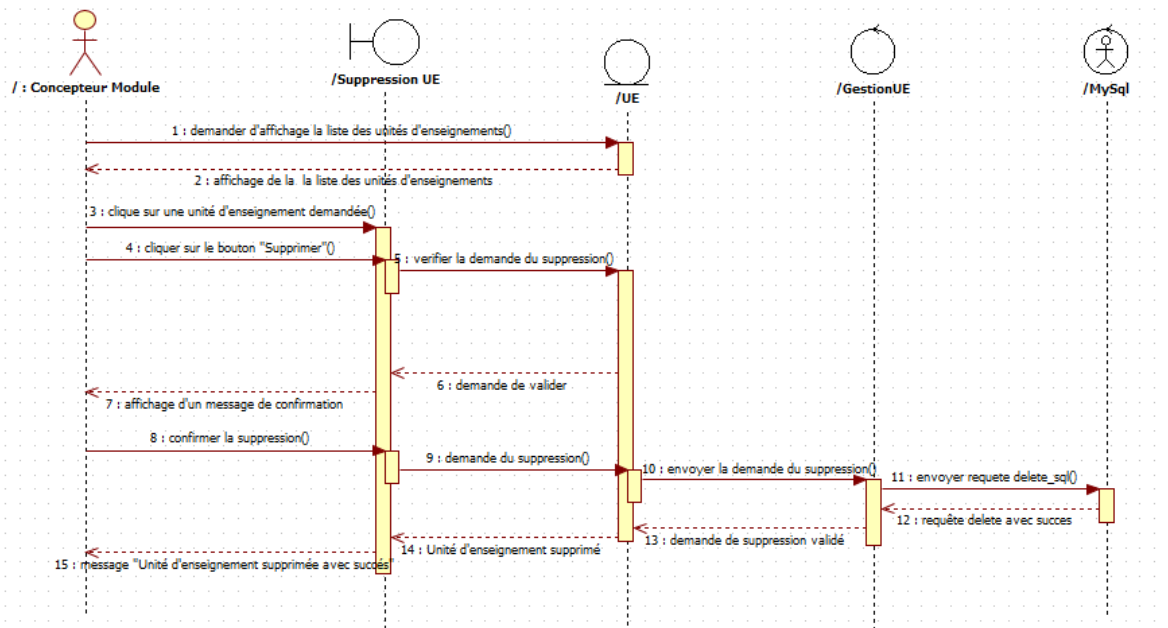 / : Concepteur Module
/Suppression UE
/UE
/GestionUE
/MySql
1 : demander d'affichage la liste des unités d'enseignements()
2 : affichage de la la liste des unités d'enseignements
3 : clique sur une unité d'enseignement demandée()
4 : cliquer sur le bouton "Supprimer"()
5 : verifier la demande du suppression()
6 : demande de valider
7 : affichage d'un message de confirmation
8 : confirmer la suppression()
9 : demande du suppression()
10 : envoyer la demande du suppression()
11 : envoyer requete delete_sql()
12 : requête delete avec succes
13 : demande de suppression validé
14 : Unité d'enseignement supprimé
15 : message "Unité d'enseignement supprimée avec succés"